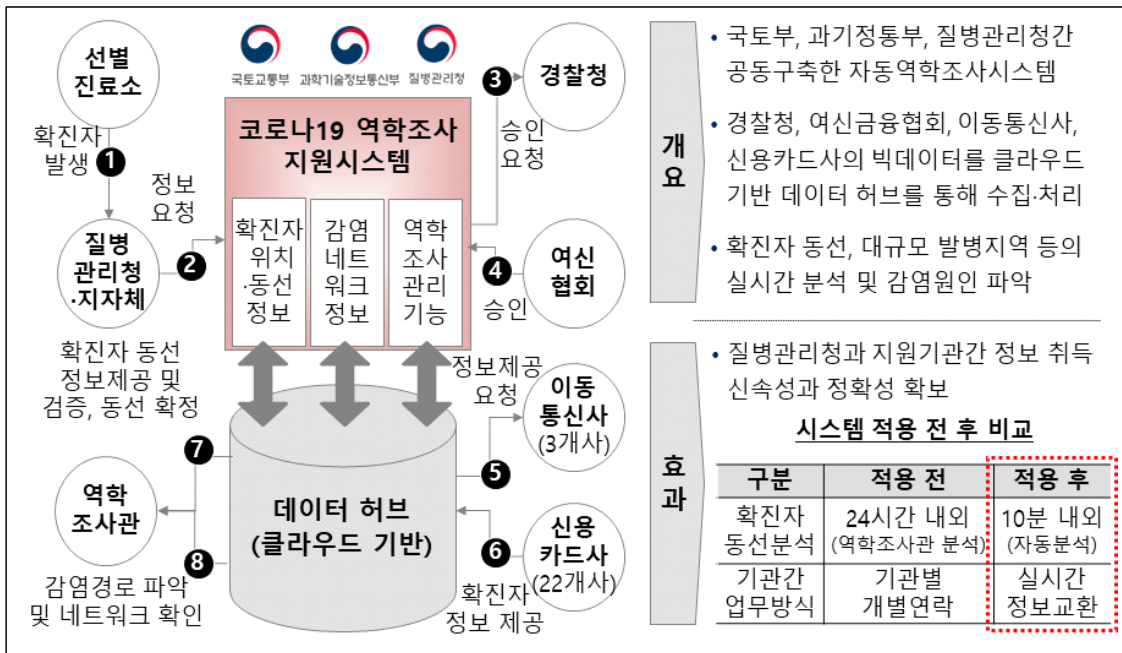 선별
진료소
확진자
발생
1
정보
요청
질병
관리청
·지자체
2
확진자 동선
정보제공 및
검증, 동선 확정
국토교통부
과학기술정보통신부
질병관리청
코로나19 역학조사
지원시스템
확진자
위치
·동선
정보
감염
네트
워크
정보
역학
조사
관리
기능
3
승인
요청
경찰청
4
승인
여신
협회
정보제공
요청
5
이동
통신사
(3개사)
6
신용
카드사
(22개사)
확진자
정보 제공
데이터 허브
(클라우드 기반)
7
역학
조사관
8
감염경로 파악
및 네트워크 확인
개
요
• 국토부, 과기정통부, 질병관리청간
공동구축한 자동역학조사시스템
• 경찰청, 여신금융협회, 이동통신사,
신용카드사의 빅데이터를 클라우드
기반 데이터 허브를 통해 수집·처리
• 확진자 동선, 대규모 발병지역 등의
실시간 분석 및 감염원인 파악
효
과
• 질병관리청과 지원기관간 정보 취득
신속성과 정확성 확보
시스템 적용 전 후 비교
구분 적용 전 적용 후
확진자 24시간 내외 10분 내외
동선분석 (역학조사관 분석) (자동분석)
기관간 기관별 실시간
업무방식 개별연락 정보교환